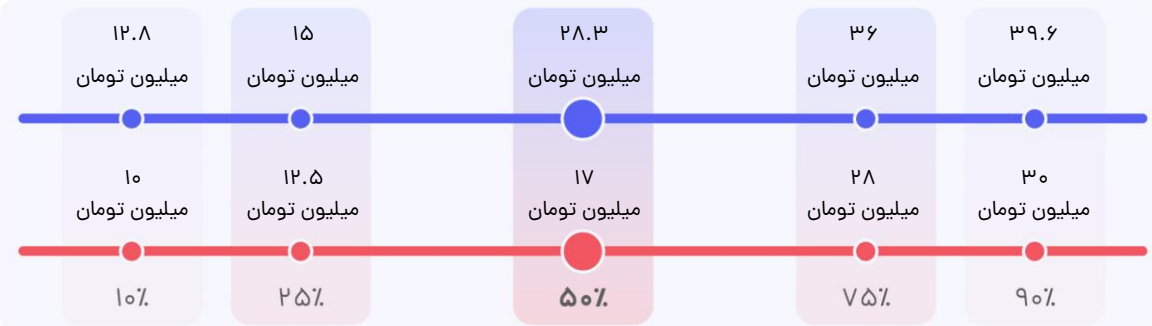 ۱۲.۸
میلیون تومان
۱۵
میلیون تومان
۲۸.۳
میلیون تومان
۳۶
میلیون تومان
۳۹.۶
میلیون تومان
۱۰
میلیون تومان
۱۲.۵
میلیون تومان
۱۷
میلیون تومان
۲۸
میلیون تومان
۳۰
میلیون تومان
۱۰٪
۲۵٪
۵۰٪
۷۵٪
۹۰٪